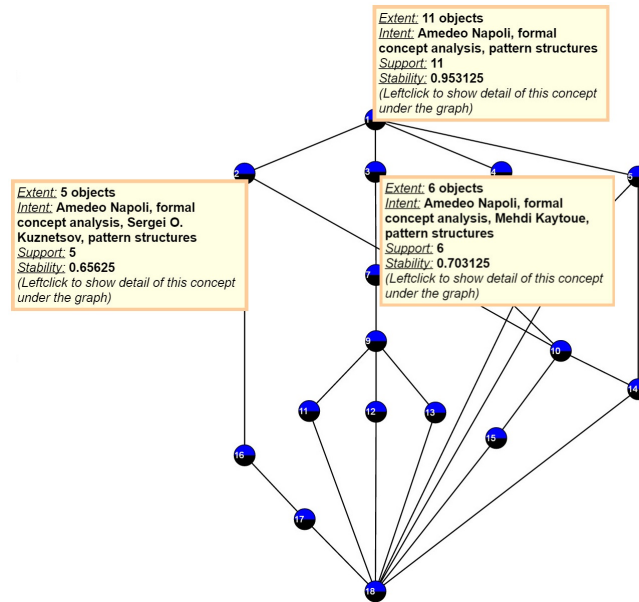 Extent: 11 objects
Intent: Amedeo Napoli, formal
concept analysis, pattern structures
Support: 11
Stability: 0.953125
(Leftclick to show detail of this concept
under the graph)
1
2
3
4
5
Extent: 5 objects
Intent: Amedeo Napoli, formal
concept analysis, Sergei O.
Kuznetsov, pattern structures
Support: 5
Stability: 0.65625
(Leftclick to show detail of this concept
under the graph)
Extent: 6 objects
Intent: Amedeo Napoli, formal
concept analysis, Mehdi Kaytoue,
pattern structures
Support: 6
Stability: 0.703125
(Leftclick to show detail of this concept
under the graph)
7
9
10
14
11
12
13
15
16
17
18